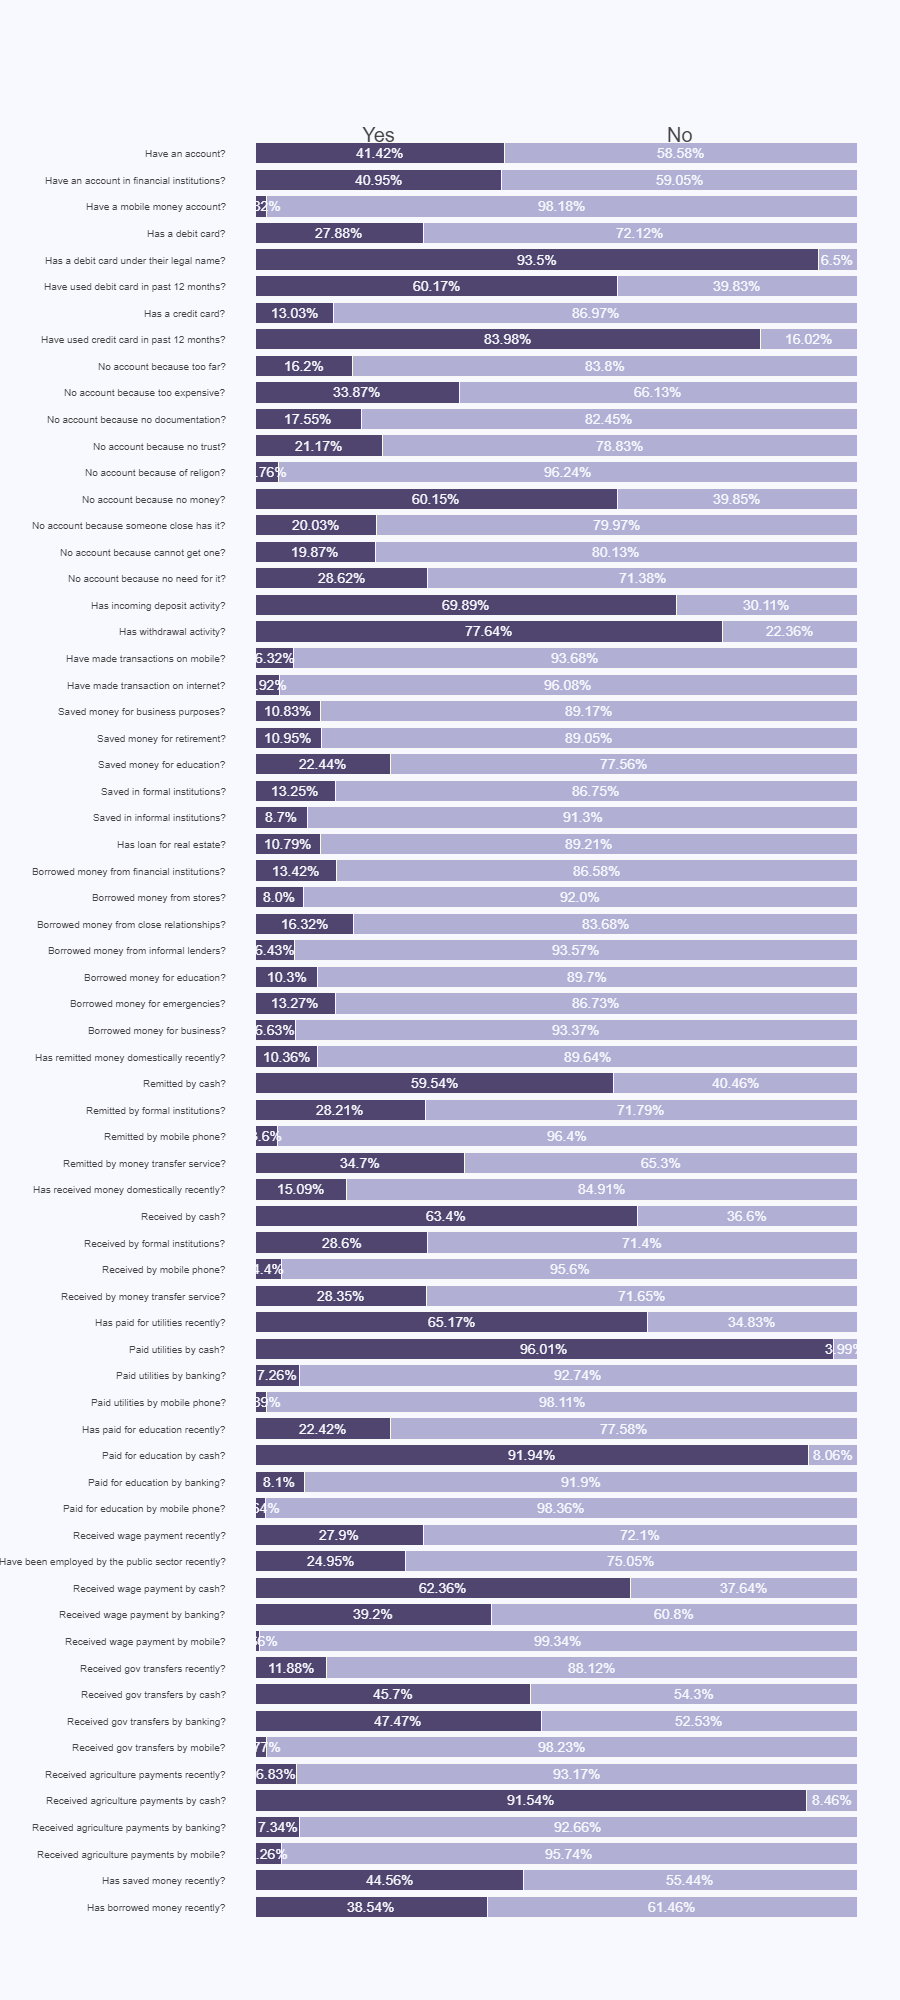 Yes No
Have an account? 41.42% 58.58%
Have an account in financial institutions? 40.95% 59.05%
Have a mobile money account? 82% 98.18%
Has a debit card? 27.88% 72.12%
Has a debit card under their legal name? 93.5% 6.5%
Have used debit card in past 12 months? 60.17% 39.83%
Has a credit card? 13.03% 86.97%
Have used credit card in past 12 months? 83.98% 16.02%
No account because too far? 16.2% 83.8%
No account because too expensive? 33.87% 66.13%
No account because no documentation? 17.55% 82.45%
No account because no trust? 21.17% 78.83%
No account because of religon? .76% 96.24%
No account because no money? 60.15% 39.85%
No account because someone close has it? 20.03% 79.97%
No account because cannot get one? 19.87% 80.13%
No account because no need for it? 28.62% 71.38%
Has incoming deposit activity? 69.89% 30.11%
Has withdrawal activity? 77.64% 22.36%
Have made transactions on mobile? 6.32% 93.68%
Have made transaction on internet? .92% 96.08%
Saved money for business purposes? 10.83% 89.17%
Saved money for retirement? 10.95% 89.05%
Saved money for education? 22.44% 77.56%
Saved in formal institutions? 13.25% 86.75%
Saved in informal institutions? 8.7% 91.3%
Has loan for real estate? 10.79% 89.21%
Borrowed money from financial institutions? 13.42% 86.58%
Borrowed money from stores? 8.0% 92.0%
Borrowed money from close relationships? 16.32% 83.68%
Borrowed money from informal lenders? 6.43% 93.57%
Borrowed money for education? 10.3% 89.7%
Borrowed money for emergencies? 13.27% 86.73%
Borrowed money for business? 6.63% 93.37%
Has remitted money domestically recently? 10.36% 89.64%
Remitted by cash? 59.54% 40.46%
Remitted by formal institutions? 28.21% 71.79%
Remitted by mobile phone? 3.6% 96.4%
Remitted by money transfer service? 34.7% 65.3%
Has received money domestically recently? 15.09% 84.91%
Received by cash? 63.4% 36.6%
Received by formal institutions? 28.6% 71.4%
Received by mobile phone? 4.4% 95.6%
Received by money transfer service? 28.35% 71.65%
Has paid for utilities recently? 65.17% 34.83%
Paid utilities by cash? 96.01% 3.99%
Paid utilities by banking? 7.26% 92.74%
Paid utilities by mobile phone? 89% 98.11%
Has paid for education recently? 22.42% 77.58%
Paid for education by cash? 91.94% 8.06%
Paid for education by banking? 8.1% 91.9%
Paid for education by mobile phone? 64% 98.36%
Received wage payment recently? 27.9% 72.1%
Have been employed by the public sector recently? 24.95% 75.05%
Received wage payment by cash? 62.36% 37.64%
Received wage payment by banking? 39.2% 60.8%
Received wage payment by mobile? 66% 99.34%
Received gov transfers recently? 11.88% 88.12%
Received gov transfers by cash? 45.7% 54.3%
Received gov transfers by banking? 47.47% 52.53%
Received gov transfers by mobile? 77% 98.23%
Received agriculture payments recently? 6.83% 93.17%
Received agriculture payments by cash? 91.54% 8.46%
Received agriculture payments by banking? 7.34% 92.66%
Received agriculture payments by mobile? .26% 95.74%
Has saved money recently? 44.56% 55.44%
Has borrowed money recently? 38.54% 61.46%